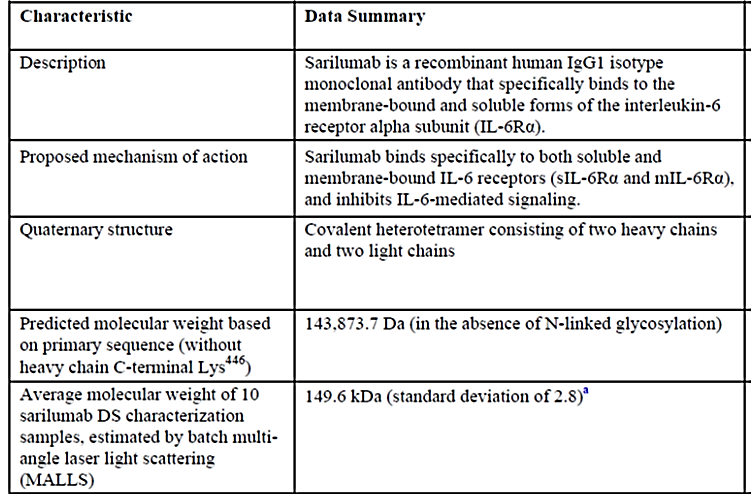 Characteristic
Data Summary
Description
Sarilumab is a recombinant human IgG1 isotype
monoclonal antibody that specifically binds to the
membrane-bound and soluble forms of the interleukin-6
receptor alpha subunit (IL-6Rα).
Proposed mechanism of action
Sarilumab binds specifically to both soluble and
membrane-bound IL-6 receptors (sIL-6Rα and mIL-6Rα),
and inhibits IL-6-mediated signaling.
Quaternary structure
Covalent heterotetramer consisting of two heavy chains
and two light chains
Predicted molecular weight based
on primary sequence (without
heavy chain C-terminal Lys446)
143,873.7 Da (in the absence of N-linked glycosylation)
Average molecular weight of 10
sarilumab DS characterization
samples, estimated by batch multi-
angle laser light scattering
(MALLS)
149.6 kDa (standard deviation of 2.8)a